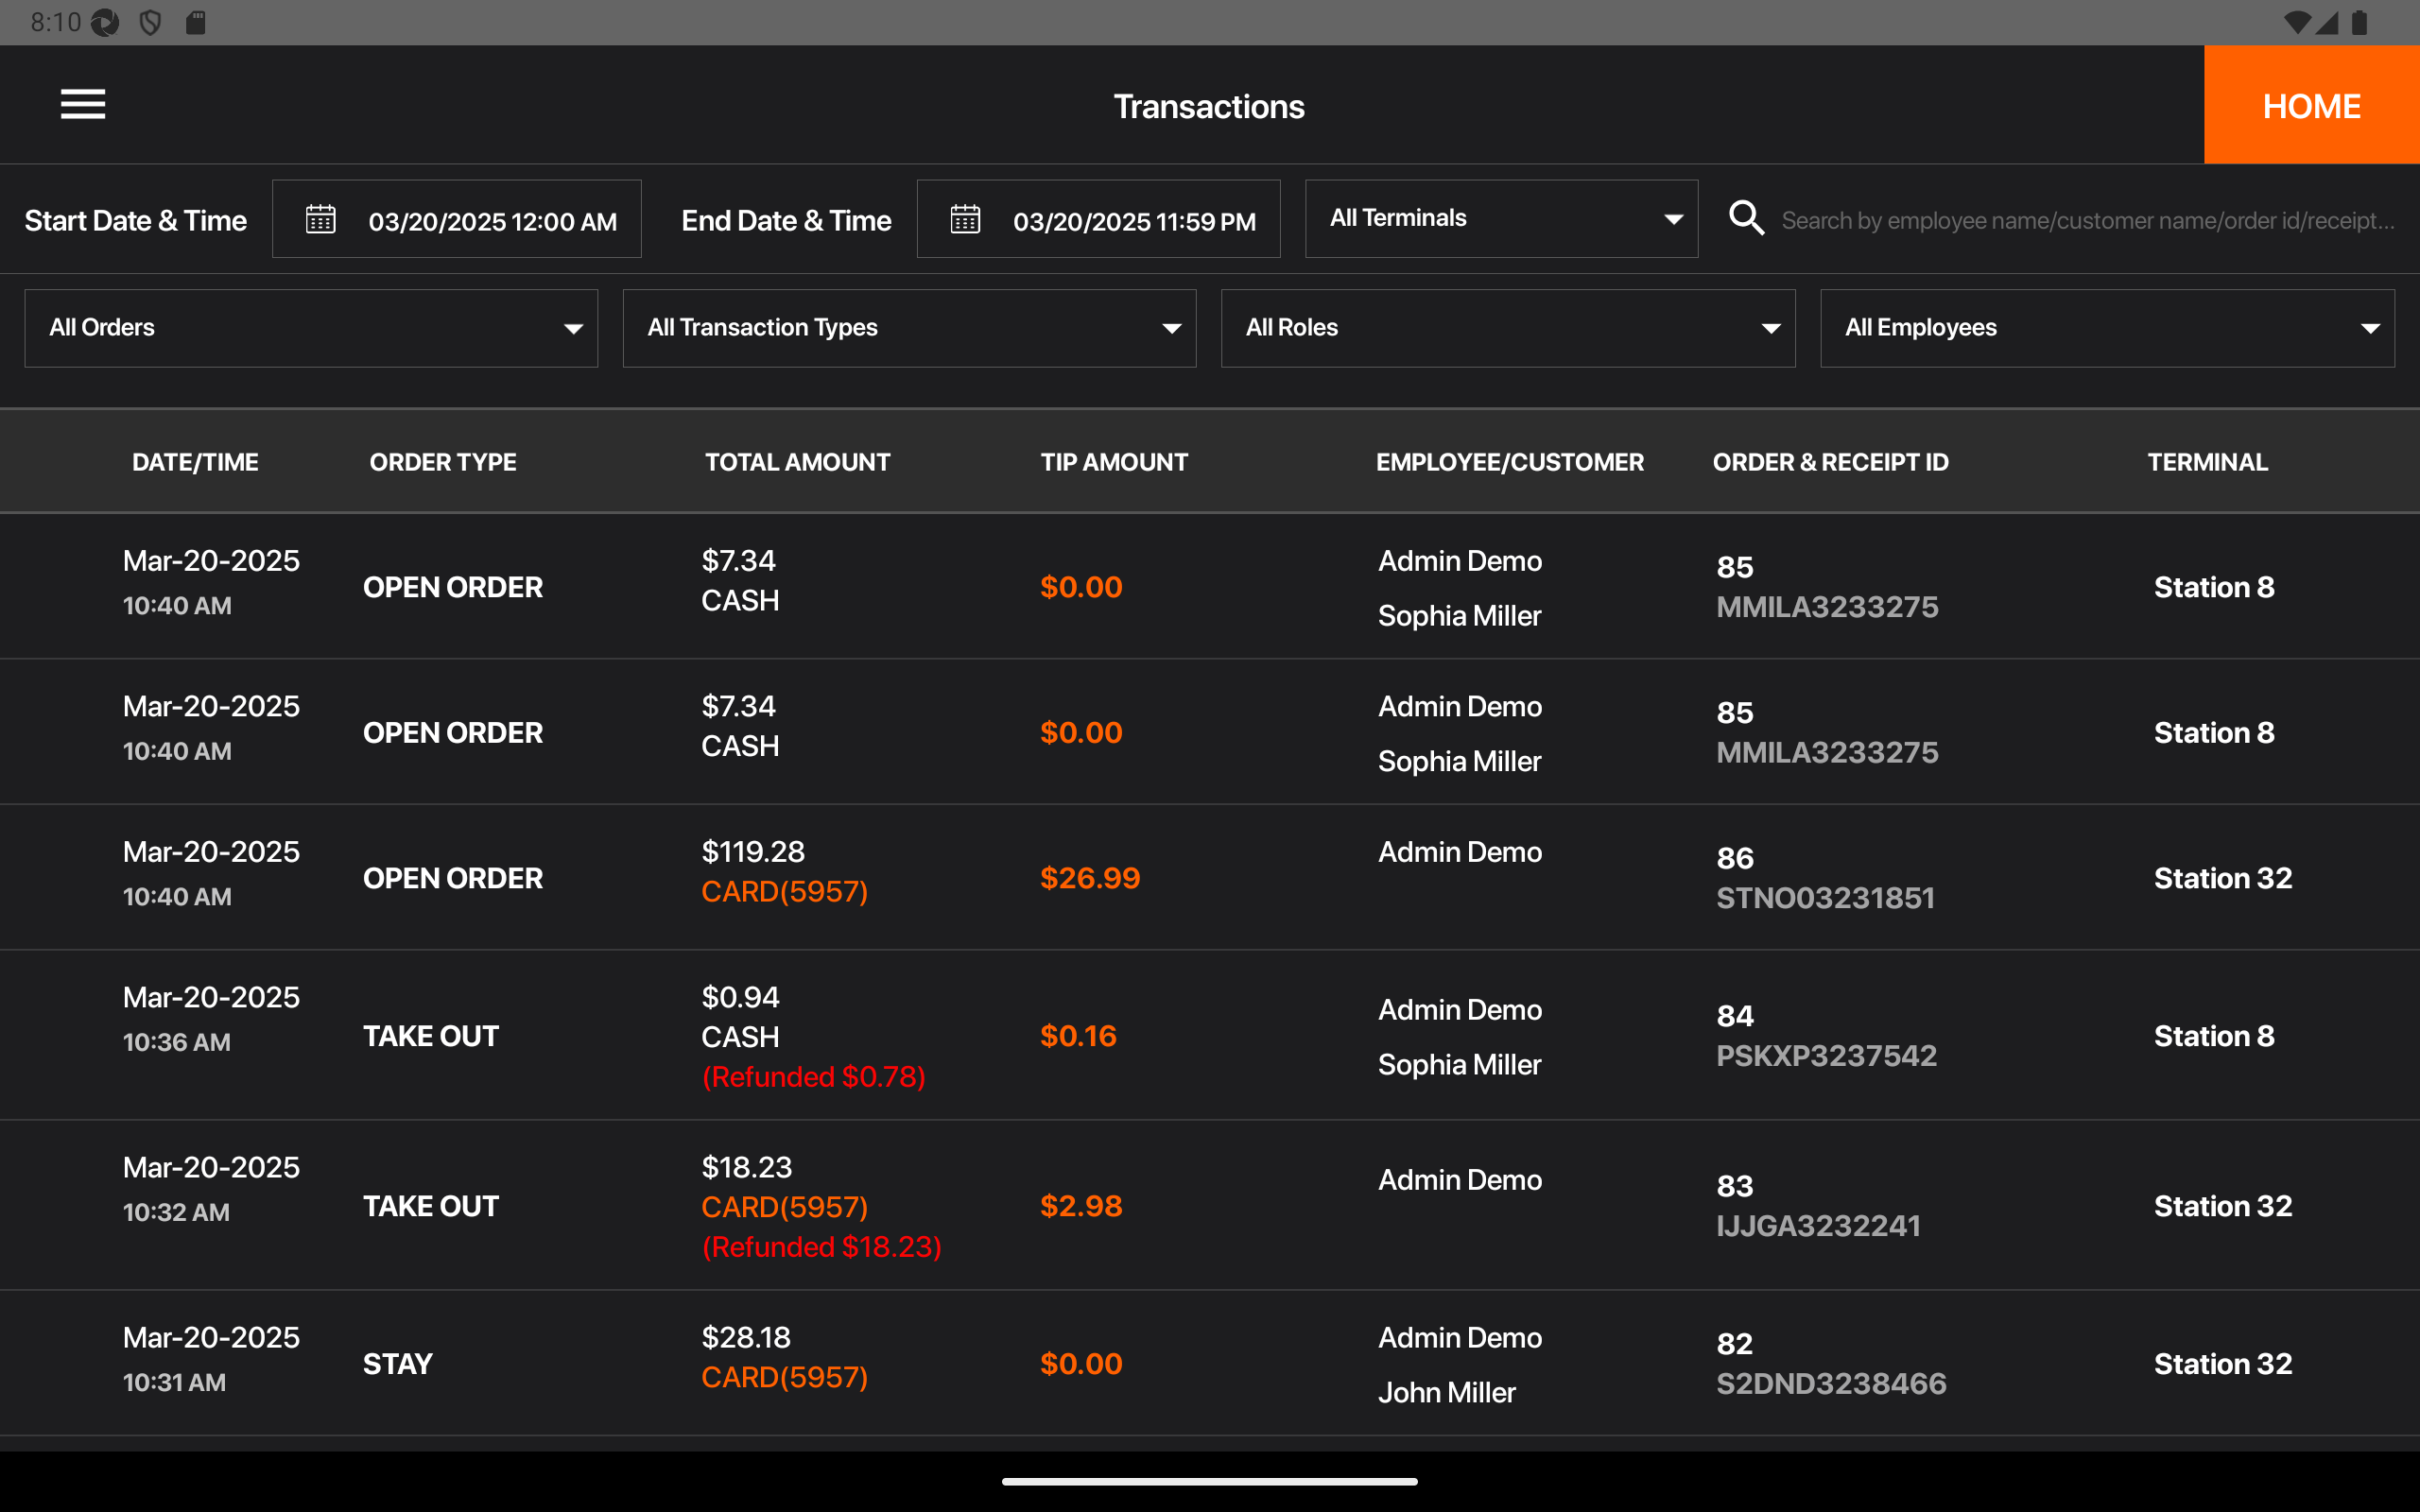 8:10
Transactions
HOME
Start Date & Time 03/20/2025 12:00 AM End Date & Time 03/20/2025 11:59 PM All Terminals Search by employee name/customer name/order id/receipt...
All Orders All Transaction Types All Roles All Employees
DATE/TIME ORDER TYPE TOTAL AMOUNT TIP AMOUNT EMPLOYEE/CUSTOMER ORDER & RECEIPT ID TERMINAL
Mar-20-2025
10:40 AM
OPEN ORDER
$7.34
CASH
$0.00
Admin Demo
Sophia Miller
85
MMILA3233275
Station 8
Mar-20-2025
10:40 AM
OPEN ORDER
$7.34
CASH
$0.00
Admin Demo
Sophia Miller
85
MMILA3233275
Station 8
Mar-20-2025
10:40 AM
OPEN ORDER
$119.28
CARD(5957)
$26.99
Admin Demo
86
STNO03231851
Station 32
Mar-20-2025
10:36 AM
TAKE OUT
$0.94
CASH
(Refunded $0.78)
$0.16
Admin Demo
Sophia Miller
84
PSKXP3237542
Station 8
Mar-20-2025
10:32 AM
TAKE OUT
$18.23
CARD(5957)
(Refunded $18.23)
$2.98
Admin Demo
83
IJJGA3232241
Station 32
Mar-20-2025
10:31 AM
STAY
$28.18
CARD(5957)
$0.00
Admin Demo
John Miller
82
S2DND3238466
Station 32